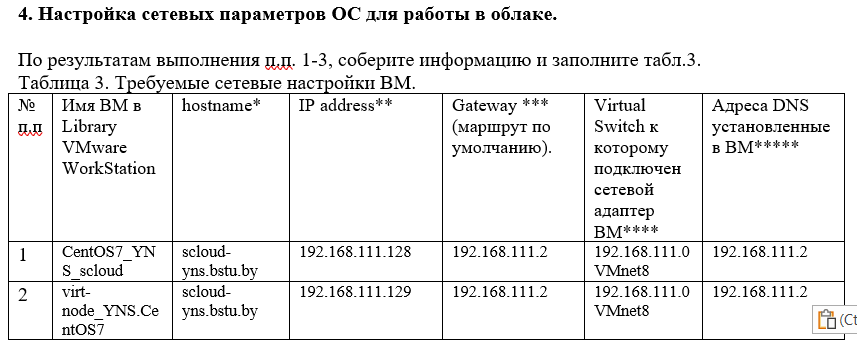 4. Настройка сетевых параметров ОС для работы в облаке.
По результатам выполнения п.п. 1-3, соберите информацию и заполните табл.3.
Таблица 3. Требуемые сетевые настройки ВМ.
№ п.п
Имя ВМ в Library VMware WorkStation
hostname*
IP address**
Gateway *** (маршрут по умолчанию).
Virtual Switch к которому подключен сетевой адаптер ВМ****
Адреса DNS установленные в ВМ*****
1
CentOS7_YN
S_scloud
scloud-
yns.bstu.by
192.168.111.128
192.168.111.2
192.168.111.0
VMnet8
192.168.111.2
2
virt-
node_YNS.Ce
ntOS7
scloud-
yns.bstu.by
192.168.111.129
192.168.111.2
192.168.111.0
VMnet8
192.168.111.2
(Ct